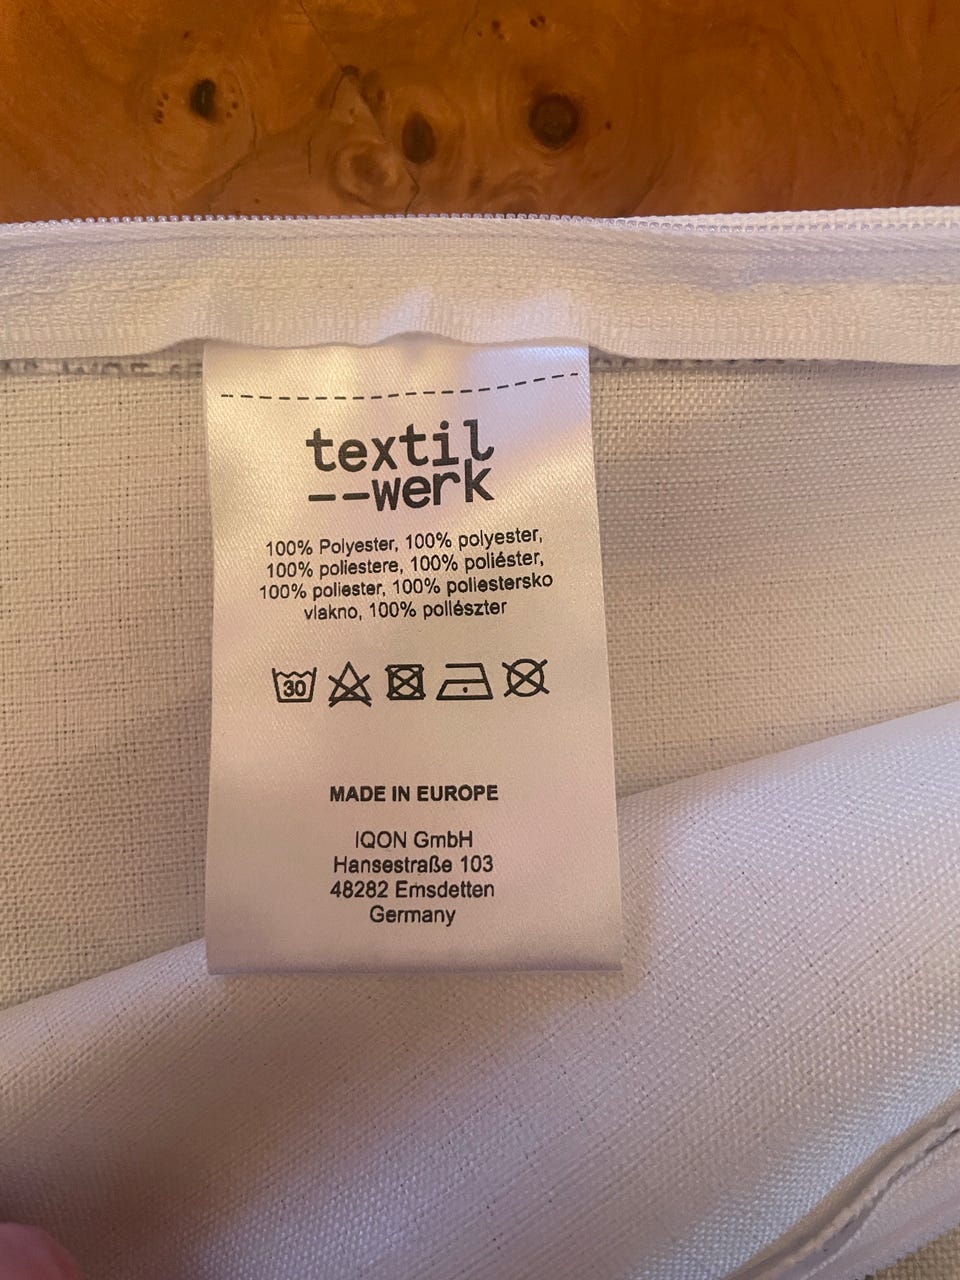 textil
--werk
100% Polyester, 100% polyester,
100% poliestere, 100% poliéster,
100% poliester, 100% poliestersko
vlakno, 100% poliészter
30
MADE IN EUROPE
IQON GmbH
Hansestraße 103
48282 Emsdetten
Germany